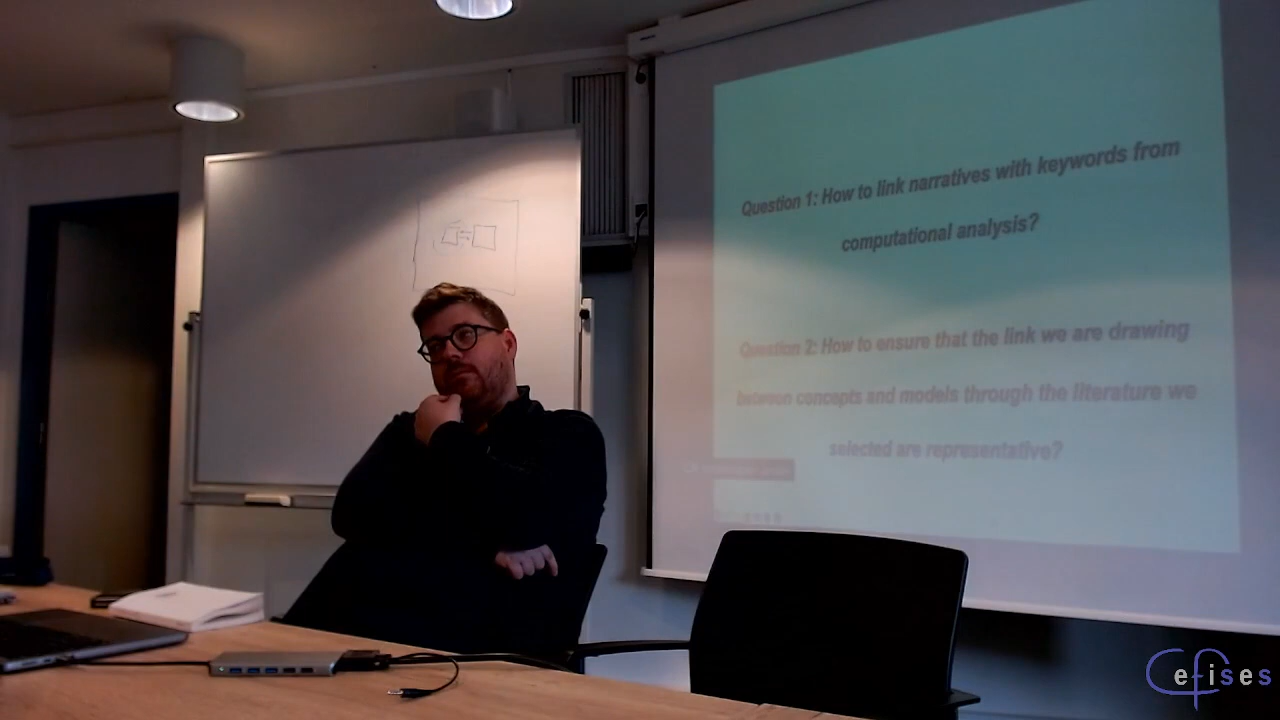 Question 1: How to link narratives with keywords from
computational analysis?
Question 2: How to ensure that the link we are drawing
between concepts and models through the literature we
selected are representative?
Cefises